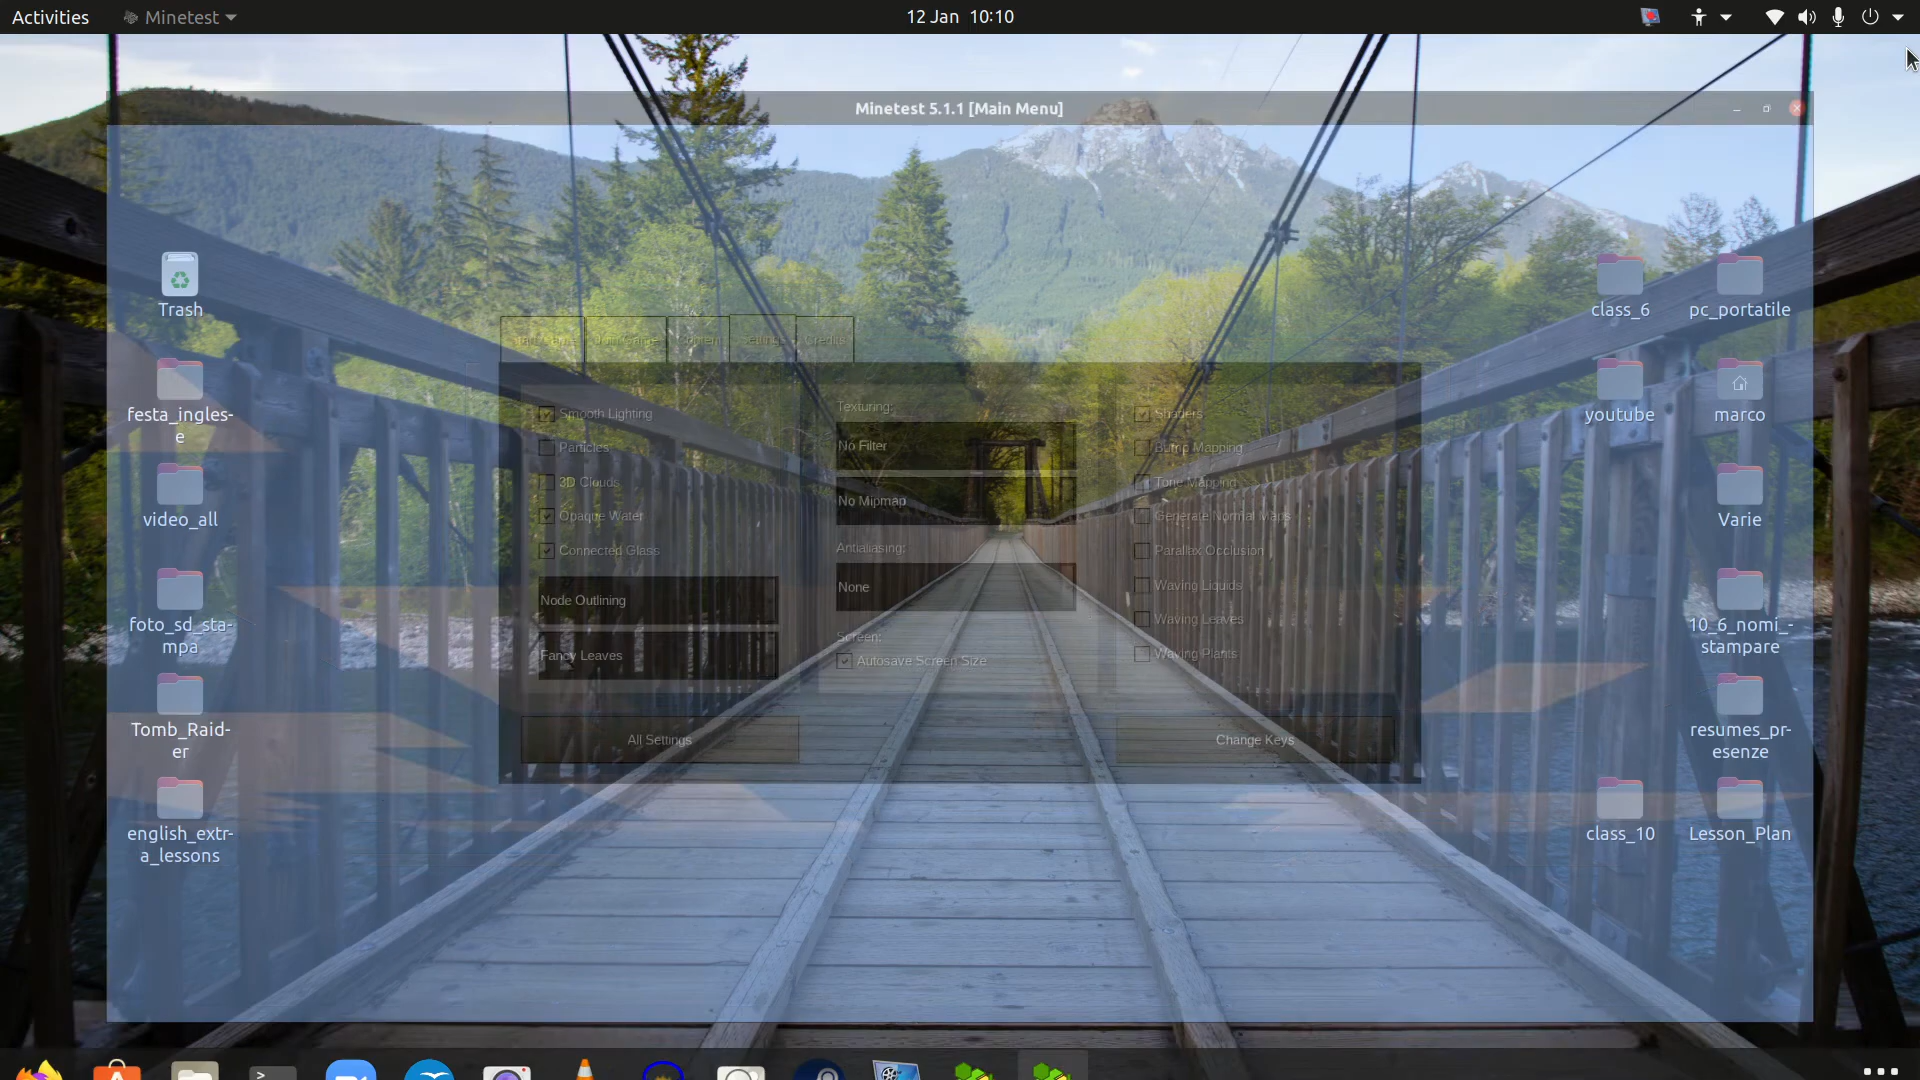 Activities
Minetest
12 Jan 10:10
Minetest 5.1.1 [Main Menu]
Trash
class_6
pc_portatile
Content
Settings
Credits
festa_ingles-
e
youtube
marco
Smooth Lighting
Texturing:
Shaders
No Filter
Particles
Bump Mapping
3D Clouds
Tone Mapping
No Mipmap
video_all
Varie
Opaque Water
Generate Normal Maps
Connected Glass
Antialiasing:
Parallax Occlusion
None
Waving Liquids
Node Outlining
Waving Leaves
foto_sd_sta-
mpa
10_6_nomi_-
stampare
Screen:
Fancy Leaves
Autosave Screen Size
Waving Plants
Tomb_Raid-
er
resumes_pr-
esenze
All Settings
Change Keys
english_extr-
a_lessons
class_10
Lesson_Plan